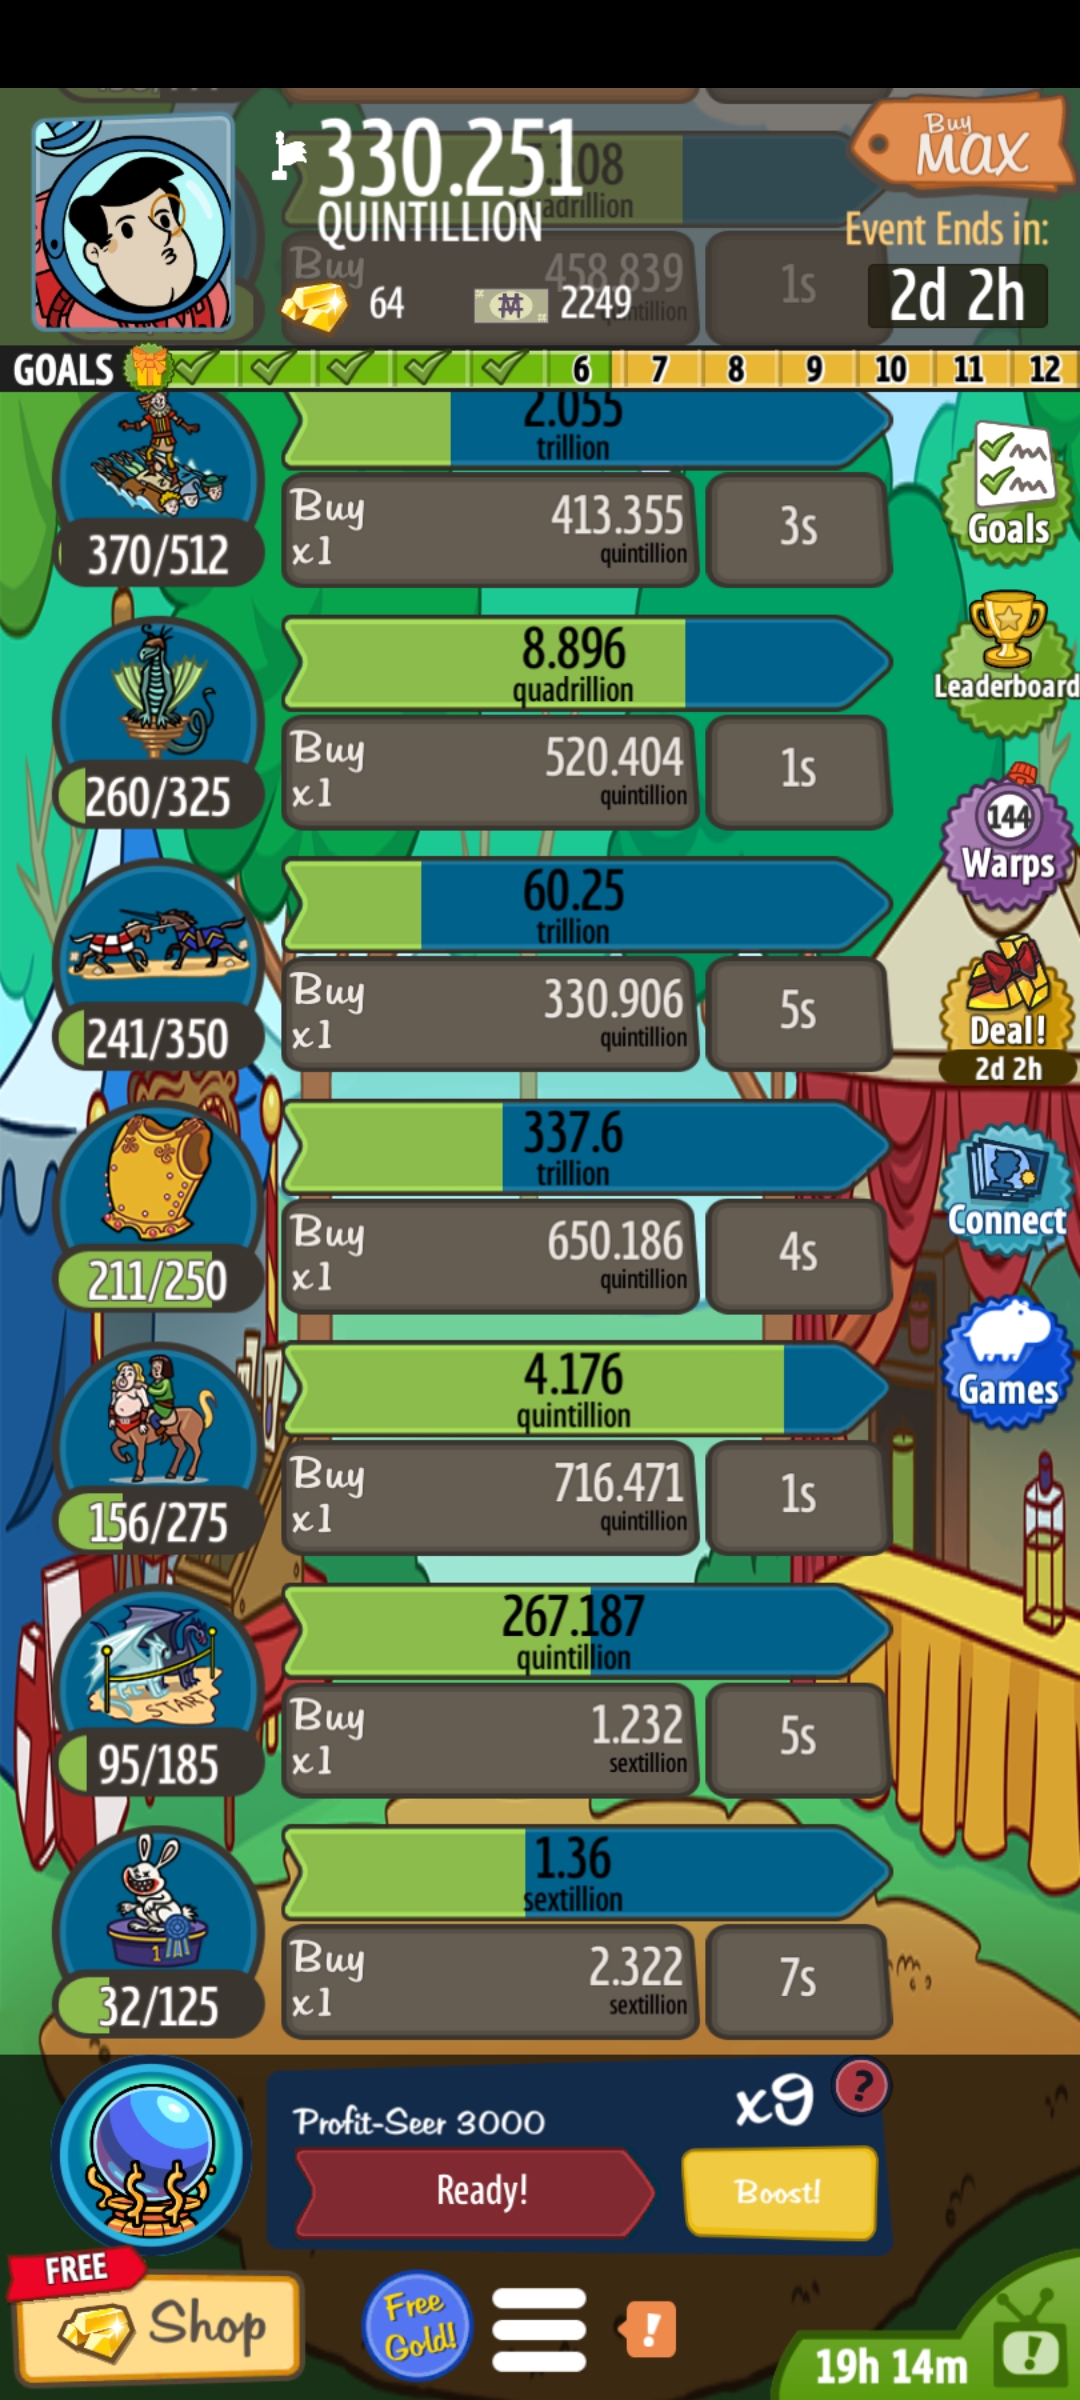 330.251
QUINTILLION
Buy
MAX
Event Ends in:
2d 2h
64
2249
Buy
458.839
1s
GOALS
6 7 8 9 10 11 12
2.055
trillion
370/512
Buy
x1
413.355
quintillion
3s
Goals
8.896
quadrillion
260/325
Buy
x1
520.404
quintillion
1s
Leaderboard
144
Warps
60.25
trillion
241/350
Buy
x1
330.906
quintillion
5s
Deal!
2d 2h
337.6
trillion
211/250
Buy
x1
650.186
quintillion
4s
Connect
4.176
quintillion
156/275
Buy
x1
716.471
quintillion
1s
Games
267.187
quintillion
START
95/185
Buy
x1
1.232
sextillion
5s
1.36
sextillion
1
32/125
Buy
x1
2.322
sextillion
7s
Profit-Seer 3000
x9
?
Ready!
Boost!
FREE
Shop
Free
Gold!
!
19h 14m
!